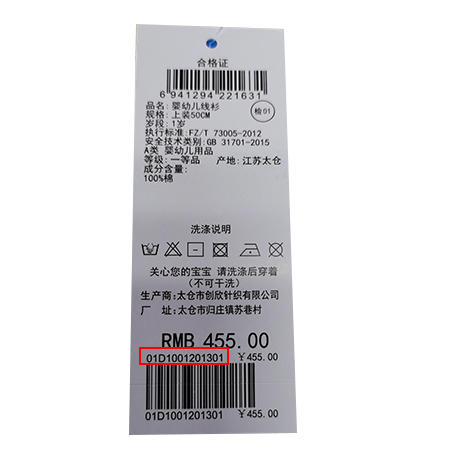 合格证
6 941294 221631
品名: 婴幼儿线衫
检01
规格: 上装50CM
岁段: 1岁
执行标准: FZ/T 73005-2012
安全技术类别: GB 31701-2015
A类 婴幼儿用品
等级: 一等品 产地: 江苏太仓
成分含量:
100%棉
洗涤说明
关心您的宝宝 请洗涤后穿着
(不可干洗)
生产商: 太仓市创欣针织有限公司
厂 址: 太仓市归庄镇苏巷村
RMB 455.00
01D1001201301 ￥455.00
01D1001201301 ￥455.00